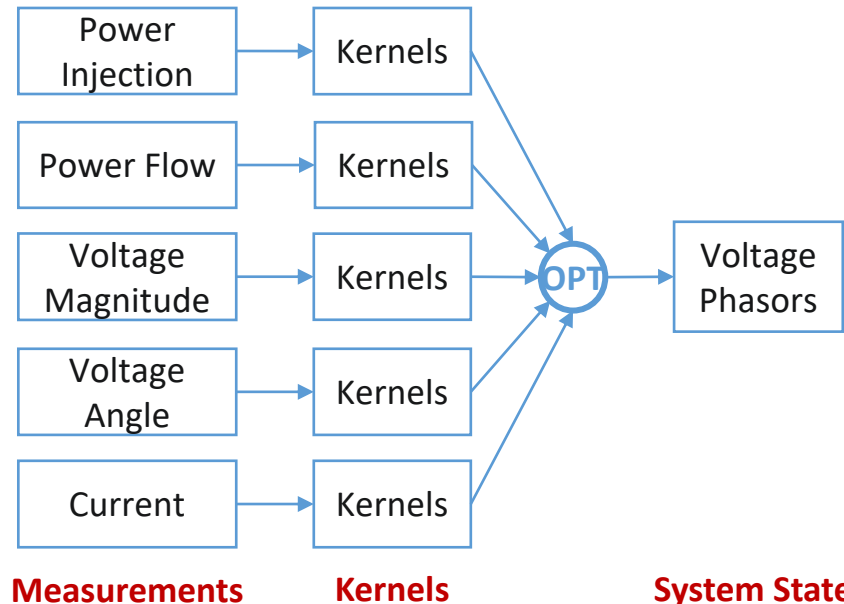 Power
Injection
Kernels
Power Flow
Kernels
Voltage
Magnitude
Kernels
OPT
Voltage
Phasors
Voltage
Angle
Kernels
Current
Kernels
Measurements
Kernels
System State